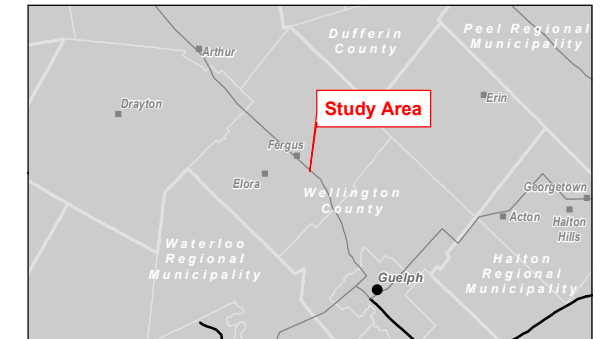 Dufferin
County
Peel Regional
Municipality
Arthur
Drayton
Study Area
Erin
Fergus
Elora
Wellington
County
Georgetown
Acton
Halton
Hills
Waterloo
Regional
Municipality
Guelph
Halton
Regional
Municipality